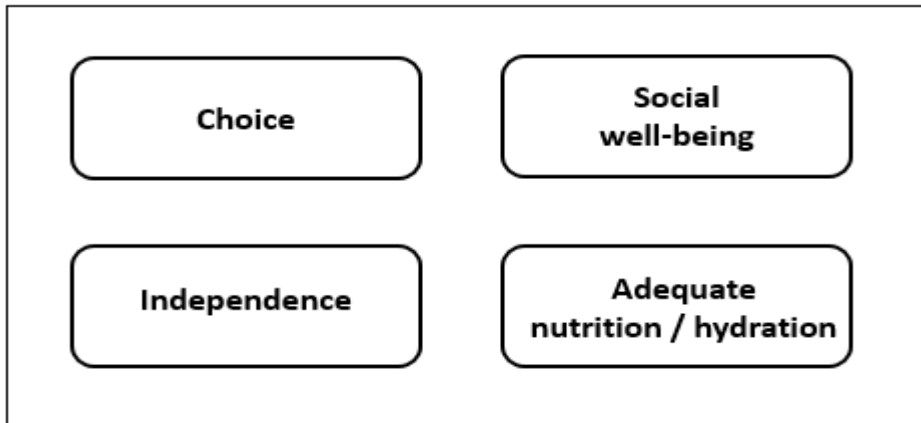 Choice
Social
well-being
Independence
Adequate
nutrition / hydration